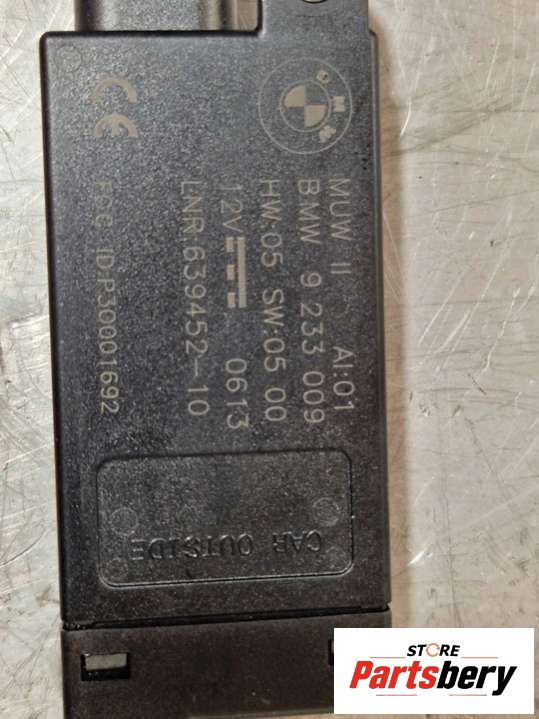 BMW
MUW II AI:01
BMW 9 233 009
HW:05 SW:05 00
12V 0613
LNR:639452-10
CE
FCC ID:P30001692
CAR OUTSIDE
STORE
Partsbery